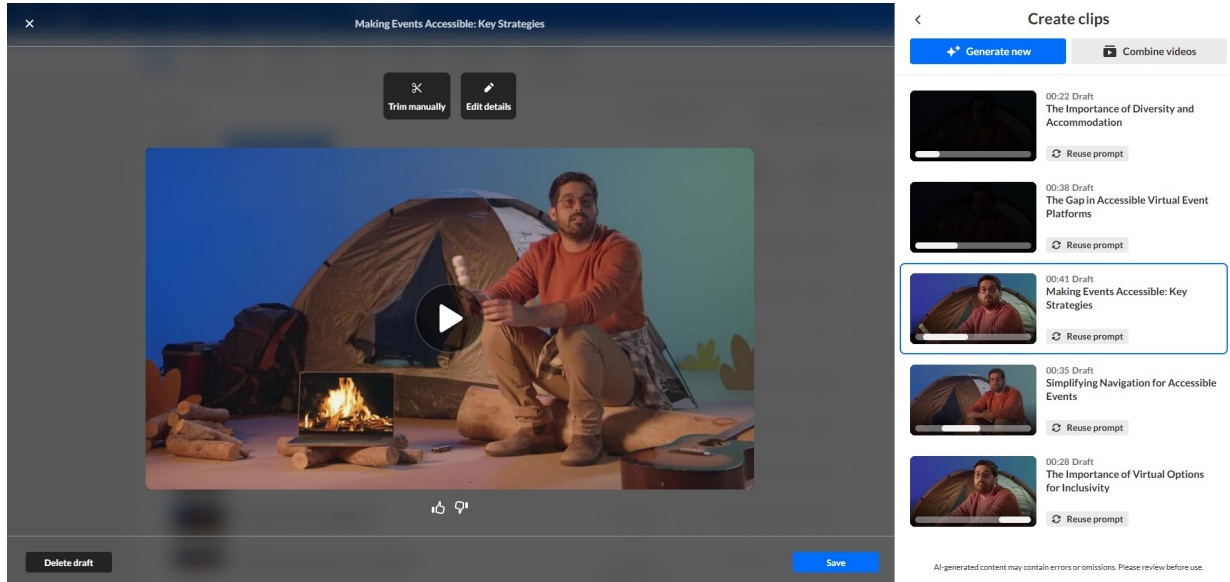 Making Events Accessible: Key Strategies
Trim manually
Edit details
Delete draft
Save
Create clips
Generate new
Combine videos
00:22 Draft
The Importance of Diversity and
Accommodation
Reuse prompt
00:38 Draft
The Gap in Accessible Virtual Event
Platforms
Reuse prompt
00:41 Draft
Making Events Accessible: Key
Strategies
Reuse prompt
00:35 Draft
Simplifying Navigation for Accessible
Events
Reuse prompt
00:28 Draft
The Importance of Virtual Options
for Inclusivity
Reuse prompt
AI-generated content may contain errors or omissions. Please review before use.